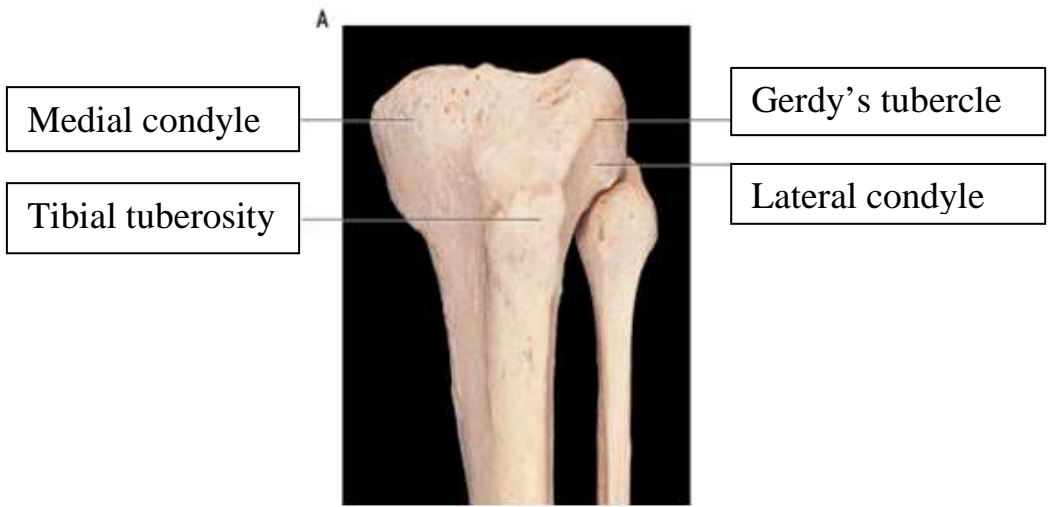 A
Medial condyle
Tibial tuberosity
Gerdy’s tubercle
Lateral condyle